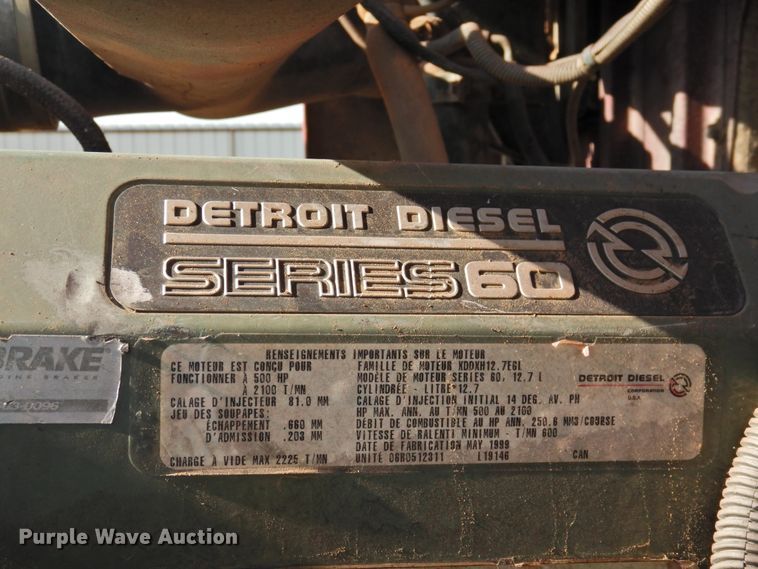 DETROIT DIESEL
SERIES 60
BRAKE
RENSEIGNEMENTS IMPORTANTS SUR LE MOTEUR
CE MOTEUR EST CONÇU POUR
FONCTIONNER À 500 HP
À 2100 T/MN
CALAGE D'INJECTEUR 81.0 MM
JEU DES SOUPAPES:
ÉCHAPPEMENT .660 MM
D'ADMISSION .203 MM
CHARGE À VIDE MAX 2225 T/MN
FAMILLE DE MOTEUR XDDXH12.7EGL
MODÈLE DE MOTEUR SERIES 60, 12.7 L
CYLINDRÉE - LITRE 12.7
CALAGE D'INJECTION INITIAL 14 DEG. AV. PH
HP MAX. ANN. AU T/MN 500 AU 2100
DÉBIT DE COMBUSTIBLE AU HP ANN. 250.6 MM3/COURSE
VITESSE DE RALENTI MINIMUM - T/MN 600
DATE DE FABRICATION MAY 1999
UNITÉ 06R0512311 L19146 CAN
DETROIT DIESEL
CORPORATION
U.S.A.
Purple Wave Auction